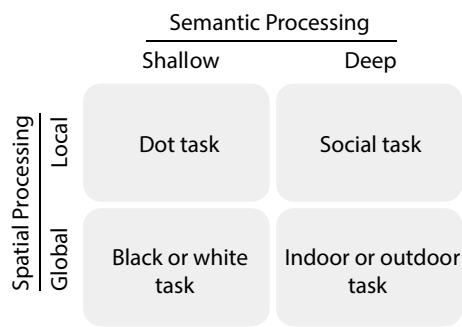 Semantic Processing
Shallow
Deep
Spatial Processing
Local
Dot task
Social task
Global
Black or white
task
Indoor or outdoor
task